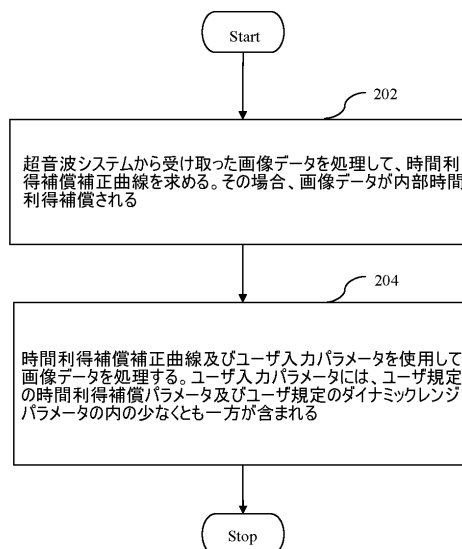 Start
202
超音波システムから受け取った画像データを処理して、時間利
得補償補正曲線を求める。その場合、画像データが内部時間
利得補償される
204
時間利得補償補正曲線及びユーザ入力パラメータを使用して
画像データを処理する。ユーザ入力パラメータには、ユーザ規定
の時間利得補償パラメータ及びユーザ規定のダイナミックレンジ
パラメータの内の少なくとも一方が含まれる
Stop